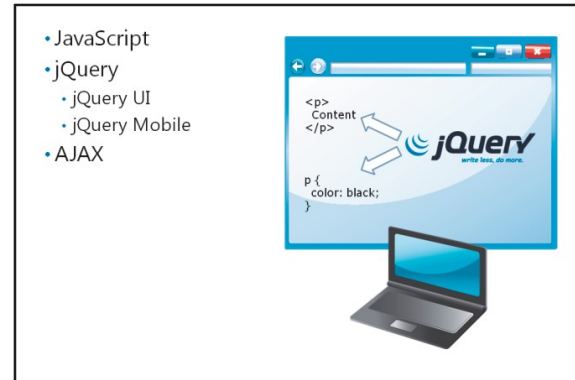 • JavaScript
• jQuery
• jQuery UI
• jQuery Mobile
• AJAX
<p>
Content
</p>
jQuery
write less, do more.
p {
color: black;
}